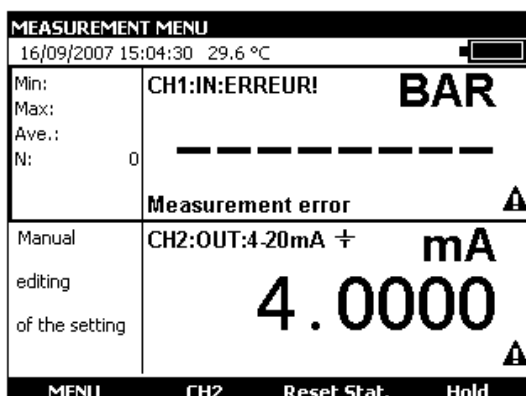 MEASUREMENT MENU
16/09/2007 15:04:30 29.6 °C
Min:
Max:
Ave.:
N: 0
CH1:IN:ERREUR! BAR
--------
Measurement error
Manual
editing
of the setting
CH2:OUT:4-20mA mA
4.0000
MENU CH2 Reset Stat. Hold